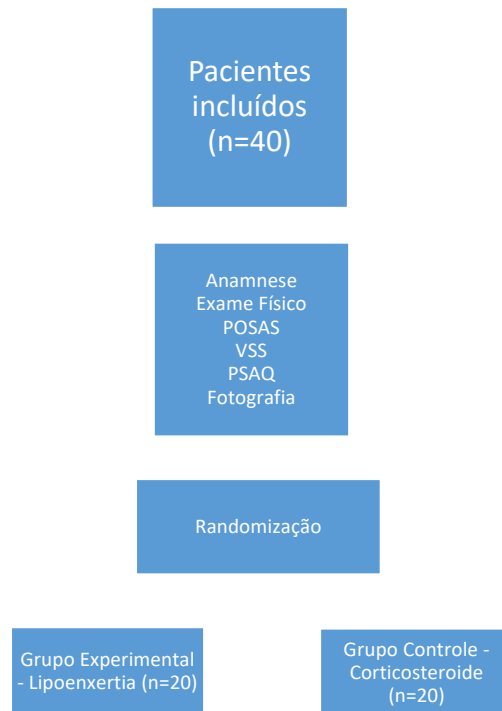 Pacientes
incluídos
(n=40)
Anamnese
Exame Físico
POSAS
VSS
PSAQ
Fotografia
Randomização
Grupo Experimental
- Lipoenxertia (n=20)
Grupo Controle -
Corticosteroide
(n=20)